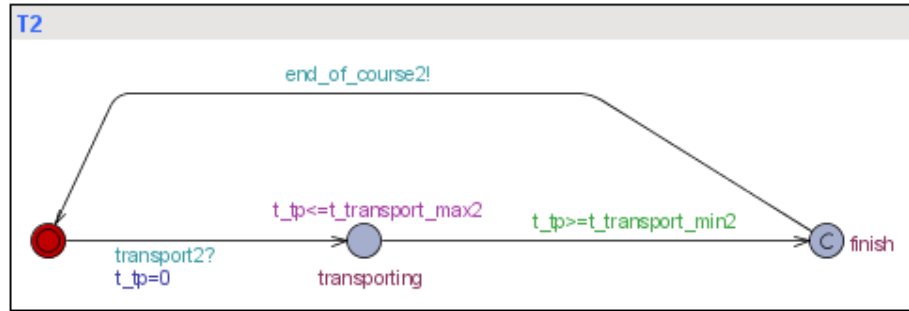 T2
end_of_course2!
t_tp<=t_transport_max2
t_tp>=t_transport_min2
C
finish
transport2?
t_tp=0
transporting